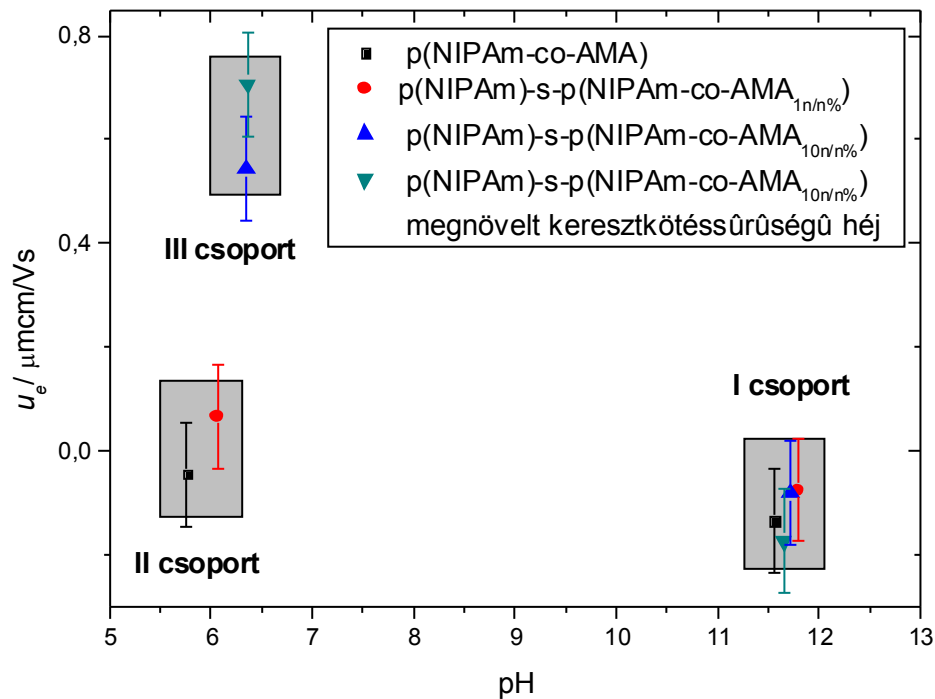 0,8
0,4
0,0
u_e / μmcm/Vs
p(NIPAm-co-AMA)
p(NIPAm)-s-p(NIPAm-co-AMA1n/n%)
p(NIPAm)-s-p(NIPAm-co-AMA10n/n%)
p(NIPAm)-s-p(NIPAm-co-AMA10n/n%)
megnövelt keresztkötéssûrûségû héj
III csoport
I csoport
II csoport
5 6 7 8 9 10 11 12 13
pH